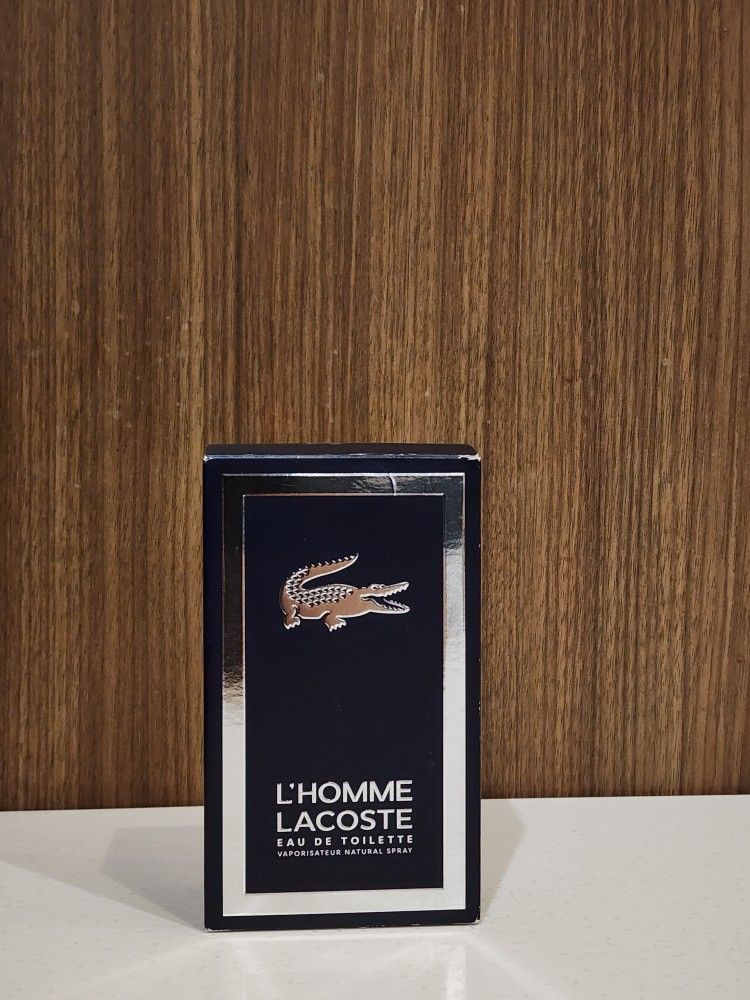 L'HOMME
LACOSTE
EAU DE TOILETTE
VAPORISATEUR NATURAL SPRAY